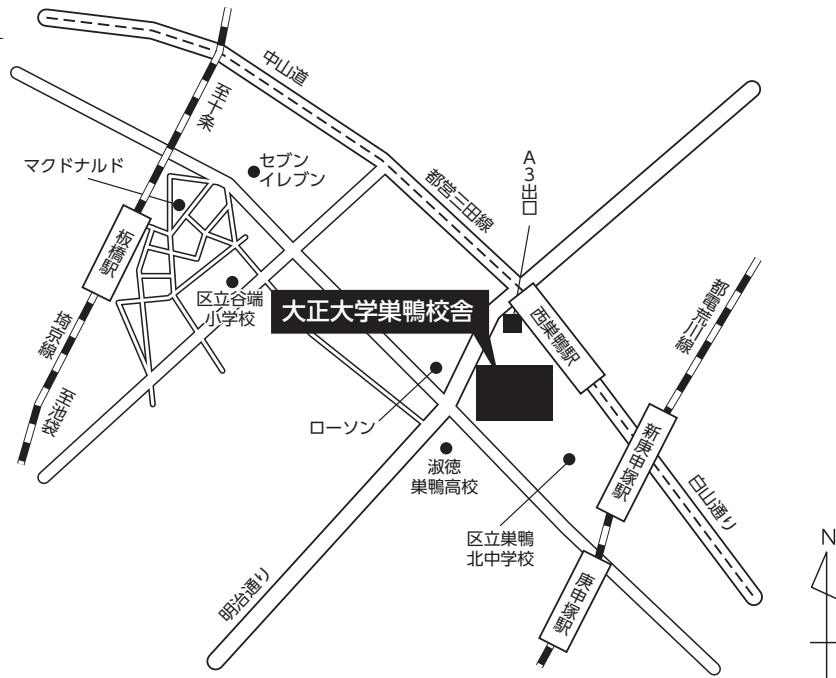 中山道
至十条
マクドナルド
セブン
イレブン
都営三田線
A3出口
板橋駅
区立谷端
小学校
大正大学巣鴨校舎
西巣鴨駅
都電荒川線
埼京線
至池袋
ローソン
淑徳
巣鴨高校
新庚申塚駅
白山通り
区立巣鴨
北中学校
明治通り
庚申塚駅
N